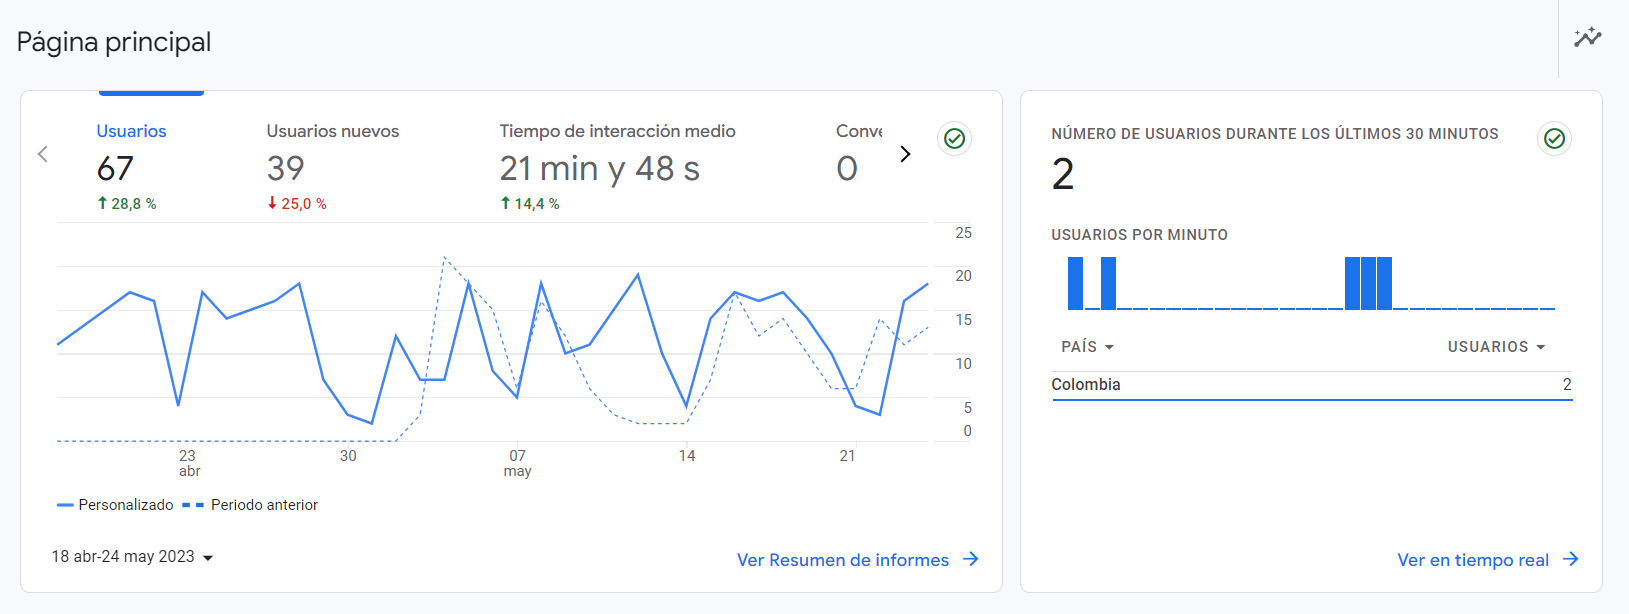 Página principal
Usuarios
67
28,8 %
Usuarios nuevos
39
25,0 %
Tiempo de interacción medio
21 min y 48 s
14,4 %
Conve
0
25
20
15
10
5
0
23
abr
30
07
may
14
21
Personalizado
Periodo anterior
18 abr-24 may 2023
Ver Resumen de informes
NÚMERO DE USUARIOS DURANTE LOS ÚLTIMOS 30 MINUTOS
2
USUARIOS POR MINUTO
PAÍS USUARIOS
Colombia 2
Ver en tiempo real